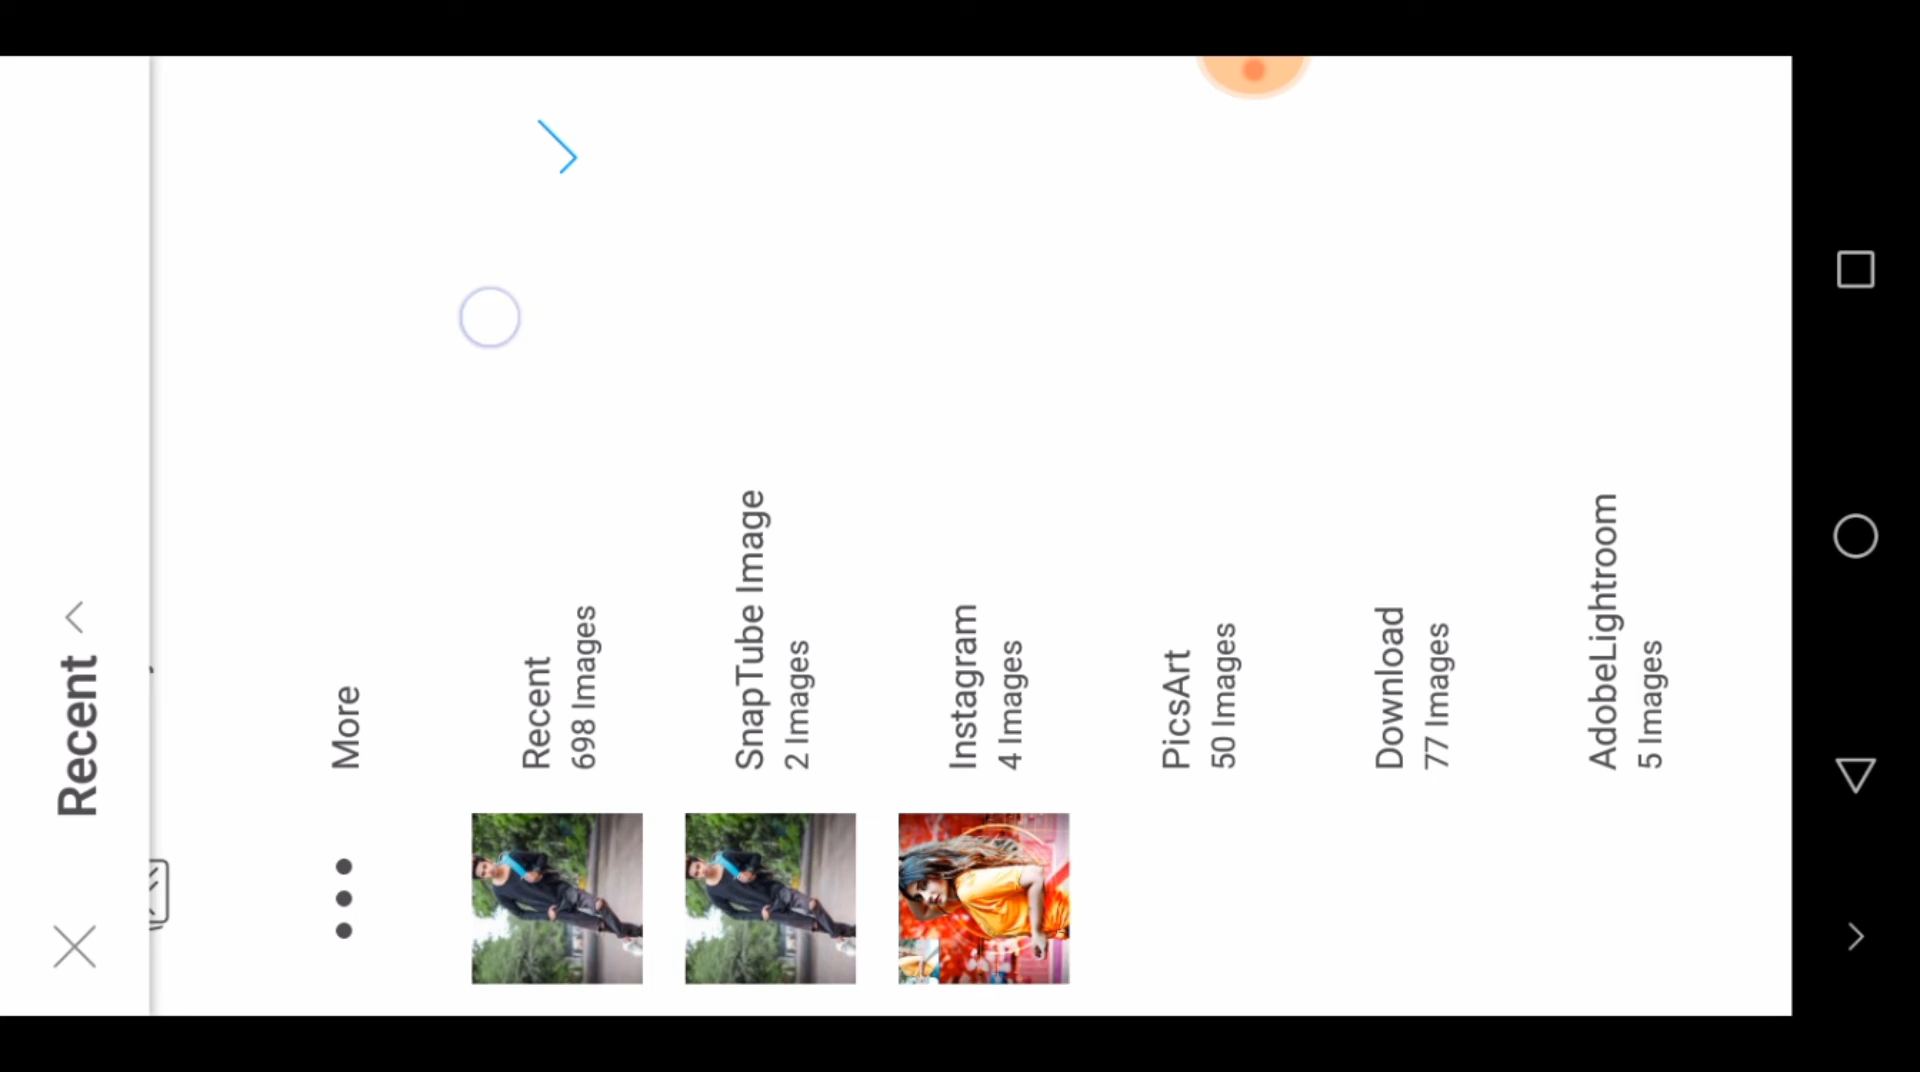 Recent
More
Recent
698 Images
SnapTube Image
2 Images
Instagram
4 Images
PicsArt
50 Images
Download
77 Images
AdobeLightroom
5 Images